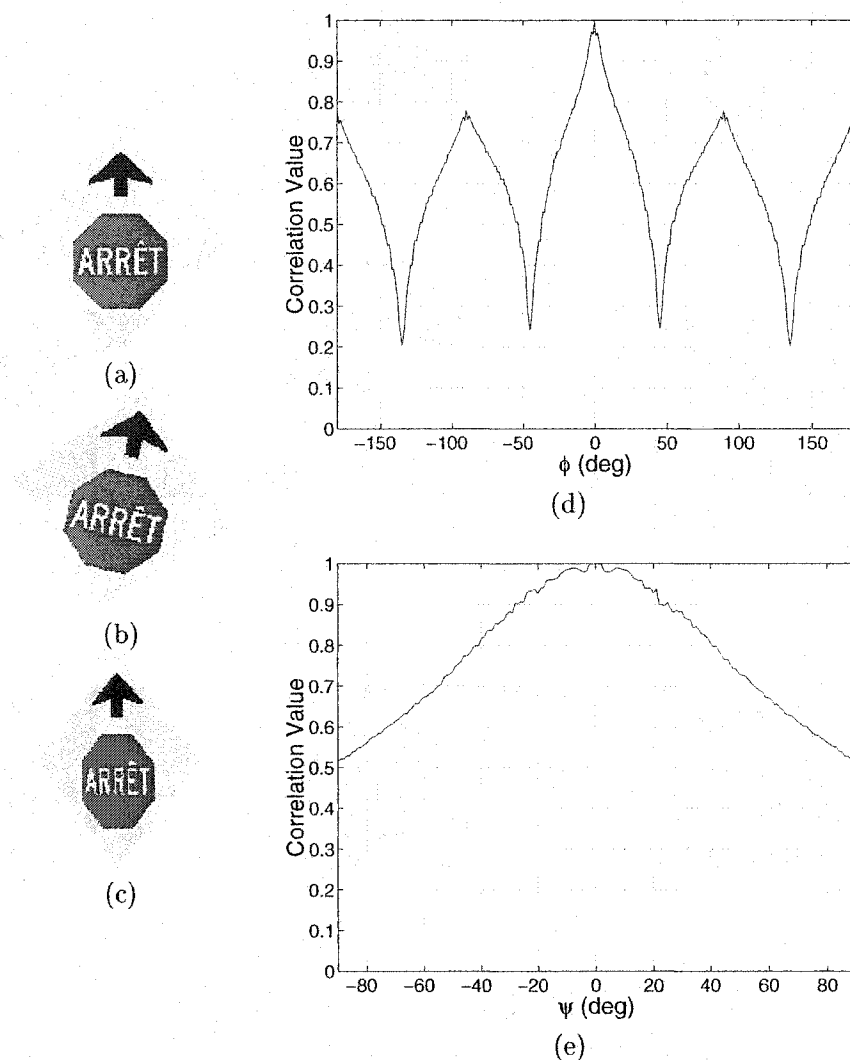 ARRÊT
(a)
ARRÊT
(b)
ARRÊT
(c)
Correlation Value
1
0.9
0.8
0.7
0.6
0.5
0.4
0.3
0.2
0.1
0
−150 −100 −50 0 50 100 150
ϕ (deg)
(d)
Correlation Value
1
0.9
0.8
0.7
0.6
0.5
0.4
0.3
0.2
0.1
0
−80 −60 −40 −20 0 20 40 60 80
ψ (deg)
(e)